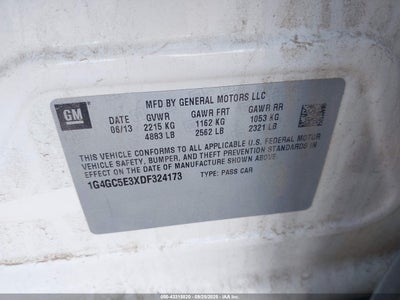 GM
MFD BY GENERAL MOTORS LLC
DATE GVWR GAWR FRT GAWR RR
06/13 2215 KG 1162 KG 1053 KG
4883 LB 2562 LB 2321 LB
THIS VEHICLE CONFORMS TO ALL APPLICABLE U.S. FEDERAL MOTOR
VEHICLE SAFETY, BUMPER, AND THEFT PREVENTION STANDARDS
IN EFFECT ON THE DATE OF MANUFACTURE SHOWN ABOVE.
1G4GC5E3XDF324173 TYPE: PASS CAR